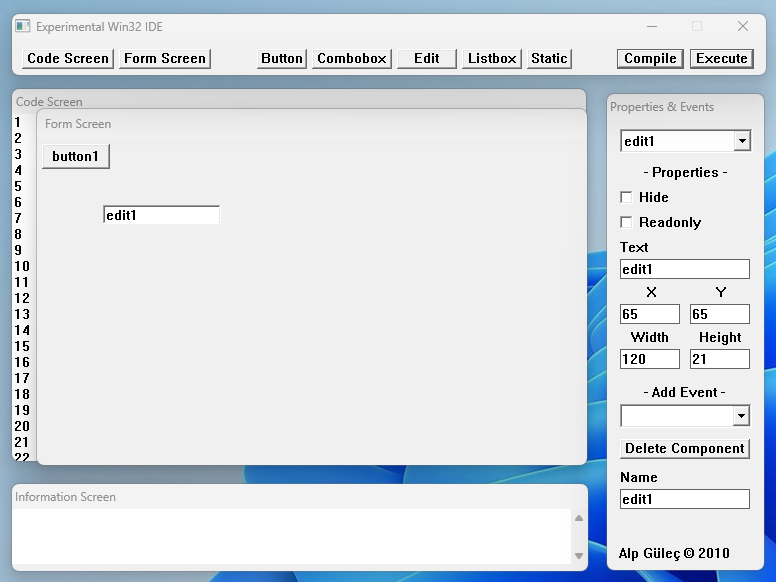 Experimental Win32 IDE
Code Screen Form Screen Button Combobox Edit Listbox Static Compile Execute
Code Screen
1
2
3
4
5
6
7
8
9
10
11
12
13
14
15
16
17
18
19
20
21
22
Form Screen
button1
edit1
Information Screen
Properties & Events
edit1
- Properties -
Hide
Readonly
Text
edit1
X Y
65 65
Width Height
120 21
- Add Event -
Delete Component
Name
edit1
Alp Güleç © 2010